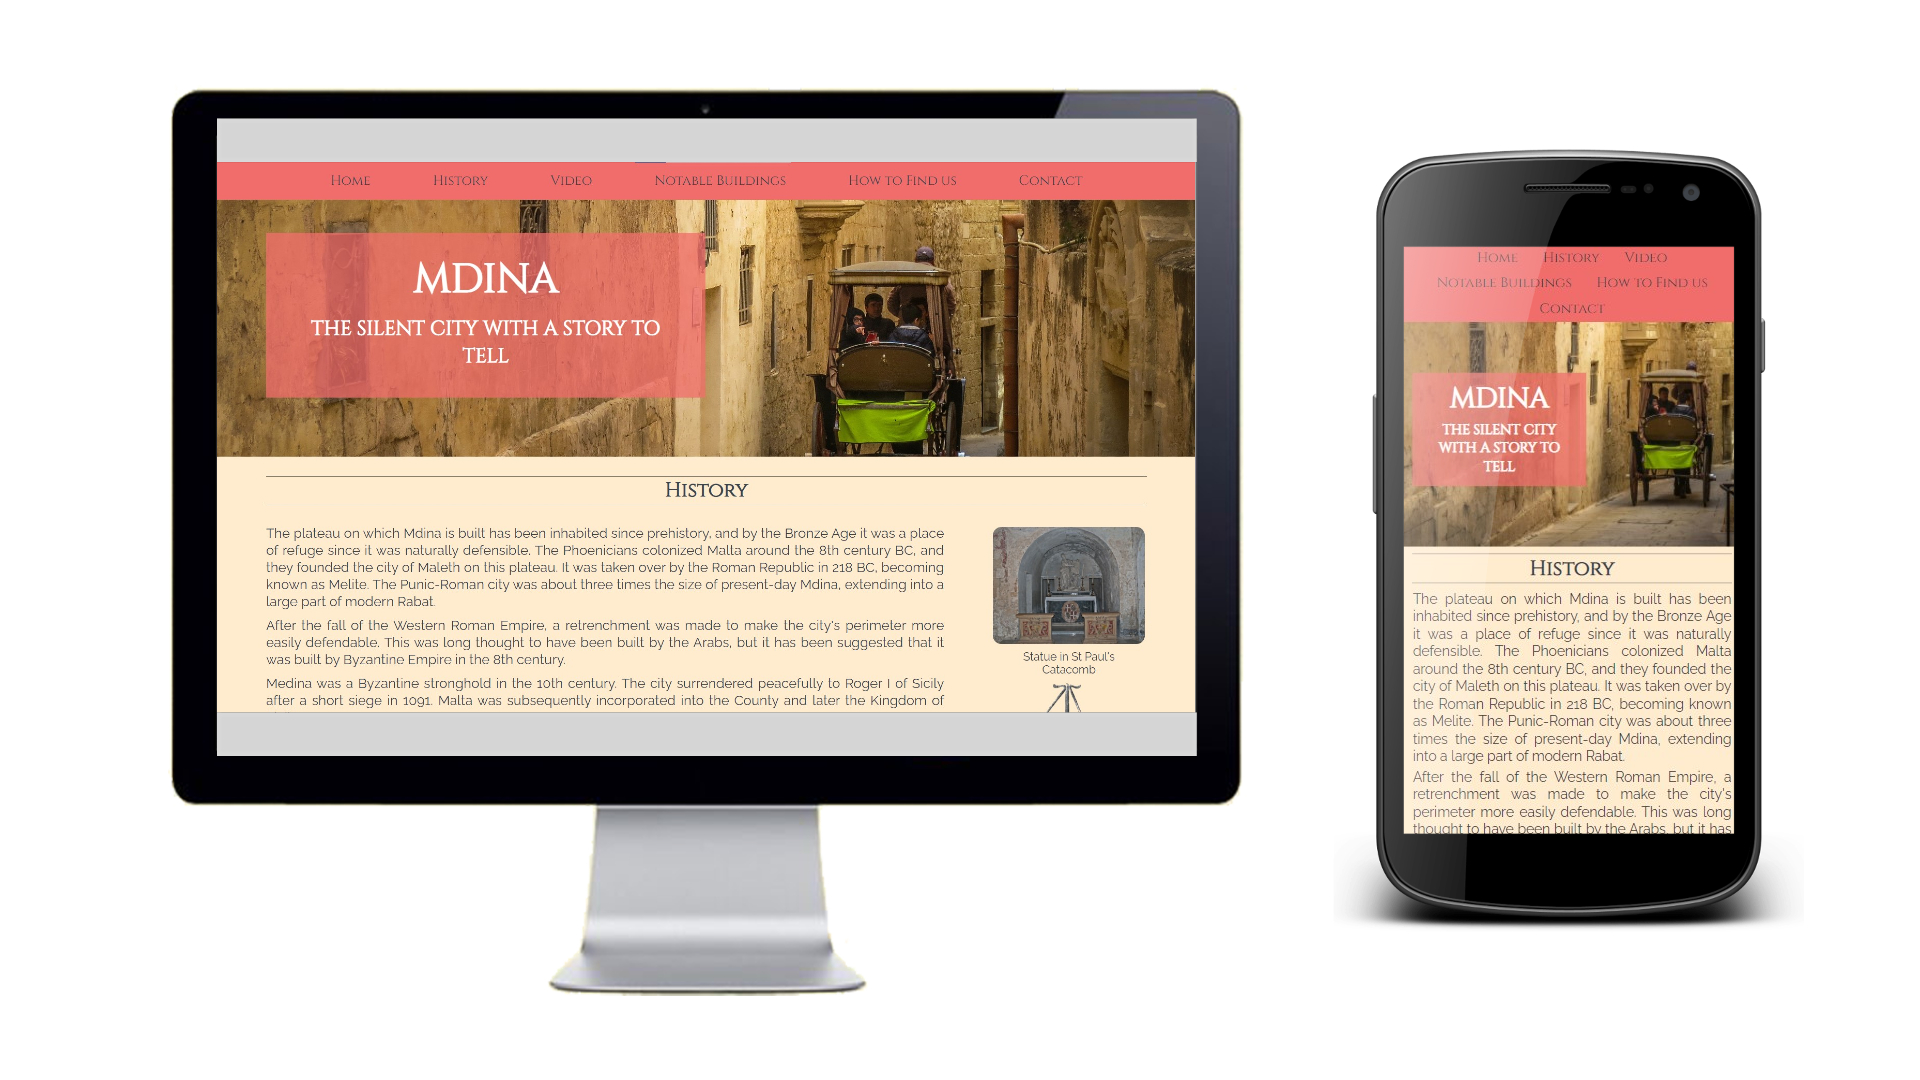 Home History Video Notable Buildings How to Find us Contact
MDINA
THE SILENT CITY WITH A STORY TO
TELL
History
The plateau on which Mdina is built has been inhabited since prehistory, and by the Bronze Age it was a place
of refuge since it was naturally defensible. The Phoenicians colonized Malta around the 8th century BC, and
they founded the city of Maleth on this plateau. It was taken over by the Roman Republic in 218 BC, becoming
known as Melite. The Punic-Roman city was about three times the size of present-day Mdina, extending into a
large part of modern Rabat.
After the fall of the Western Roman Empire, a retrenchment was made to make the city's perimeter more
easily defendable. This was long thought to have been built by the Arabs, but it has been suggested that it
was built by Byzantine Empire in the 8th century.
Medina was a Byzantine stronghold in the 10th century. The city surrendered peacefully to Roger I of Sicily
after a short siege in 1091. Malta was subsequently incorporated into the County and later the Kingdom of
Statue in St Paul's
Catacomb
Home History Video
Notable Buildings How to Find us
Contact
MDINA
THE SILENT CITY
WITH A STORY TO
TELL
History
The plateau on which Mdina is built has been
inhabited since prehistory, and by the Bronze Age
it was a place of refuge since it was naturally
defensible. The Phoenicians colonized Malta
around the 8th century BC, and they founded the
city of Maleth on this plateau. It was taken over by
the Roman Republic in 218 BC, becoming known
as Melite. The Punic-Roman city was about three
times the size of present-day Mdina, extending
into a large part of modern Rabat.
After the fall of the Western Roman Empire, a
retrenchment was made to make the city's
perimeter more easily defendable. This was long
thought to have been built by the Arabs, but it has